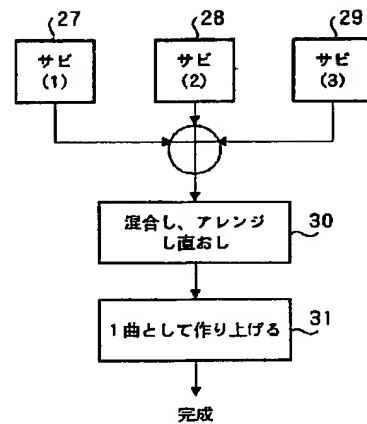 27
28
29
サビ
(1)
サビ
(2)
サビ
(3)
混合し、アレンジ
し直おし
30
1曲として作り上げる
31
完成